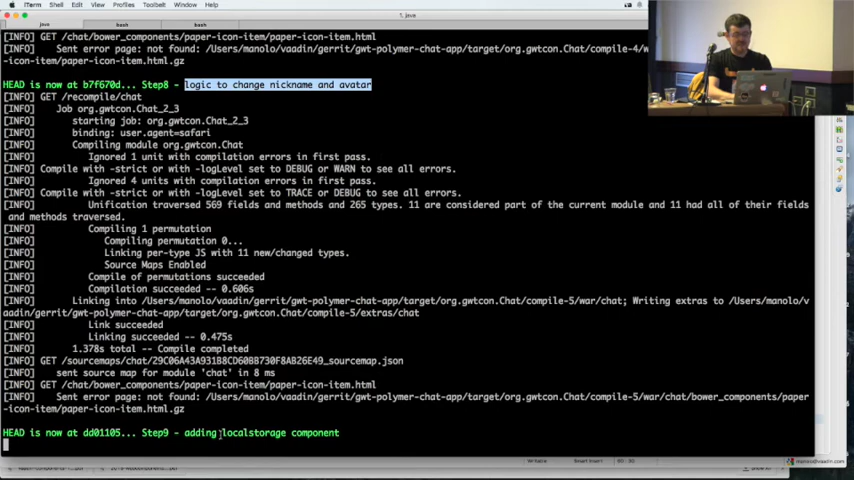 iTerm Shell Edit View Profiles Toolbelt Window Help
1. java
java bash bash
[INFO] GET /chat/bower_components/paper-icon-item/paper-icon-item.html
[INFO] Sent error page: not found: /Users/manolo/vaadin/gerrit/gwt-polymer-chat-app/target/org.gwtcon.Chat/compile-4/w
-icon-item/paper-icon-item.html.gz
HEAD is now at b7f670d... Step8 - logic to change nickname and avatar
[INFO] GET /recompile/chat
[INFO] Job org.gwtcon.Chat_2_3
[INFO] starting job: org.gwtcon.Chat_2_3
[INFO] binding: user.agent=safari
[INFO] Compiling module org.gwtcon.Chat
[INFO] Ignored 1 unit with compilation errors in first pass.
[INFO] Compile with -strict or with -logLevel set to DEBUG or WARN to see all errors.
[INFO] Ignored 4 units with compilation errors in first pass.
[INFO] Compile with -strict or with -logLevel set to TRACE or DEBUG to see all errors.
[INFO] Unification traversed 569 fields and methods and 265 types. 11 are considered part of the current module and 11 had all of their fields
and methods traversed.
[INFO] Compiling 1 permutation
[INFO] Compiling permutation 0...
[INFO] Linking per-type JS with 11 new/changed types.
[INFO] Source Maps Enabled
[INFO] Compile of permutations succeeded
[INFO] Compilation succeeded -- 0.606s
[INFO] Linking into /Users/manolo/vaadin/gerrit/gwt-polymer-chat-app/target/org.gwtcon.Chat/compile-5/war/chat; Writing extras to /Users/manolo/v
aadin/gerrit/gwt-polymer-chat-app/target/org.gwtcon.Chat/compile-5/extras/chat
[INFO] Link succeeded
[INFO] Linking succeeded -- 0.475s
[INFO] 1.378s total -- Compile completed
[INFO] GET /sourcemaps/chat/29C06A43A931B8CD60BB730F8AB26E49_sourcemap.json
[INFO] sent source map for module 'chat' in 8 ms
[INFO] GET /chat/bower_components/paper-icon-item/paper-icon-item.html
[INFO] Sent error page: not found: /Users/manolo/vaadin/gerrit/gwt-polymer-chat-app/target/org.gwtcon.Chat/compile-5/war/chat/bower_components/paper
-icon-item/paper-icon-item.html.gz
HEAD is now at dd01105... Step9 - adding localstorage component
manolo@vaadin.com